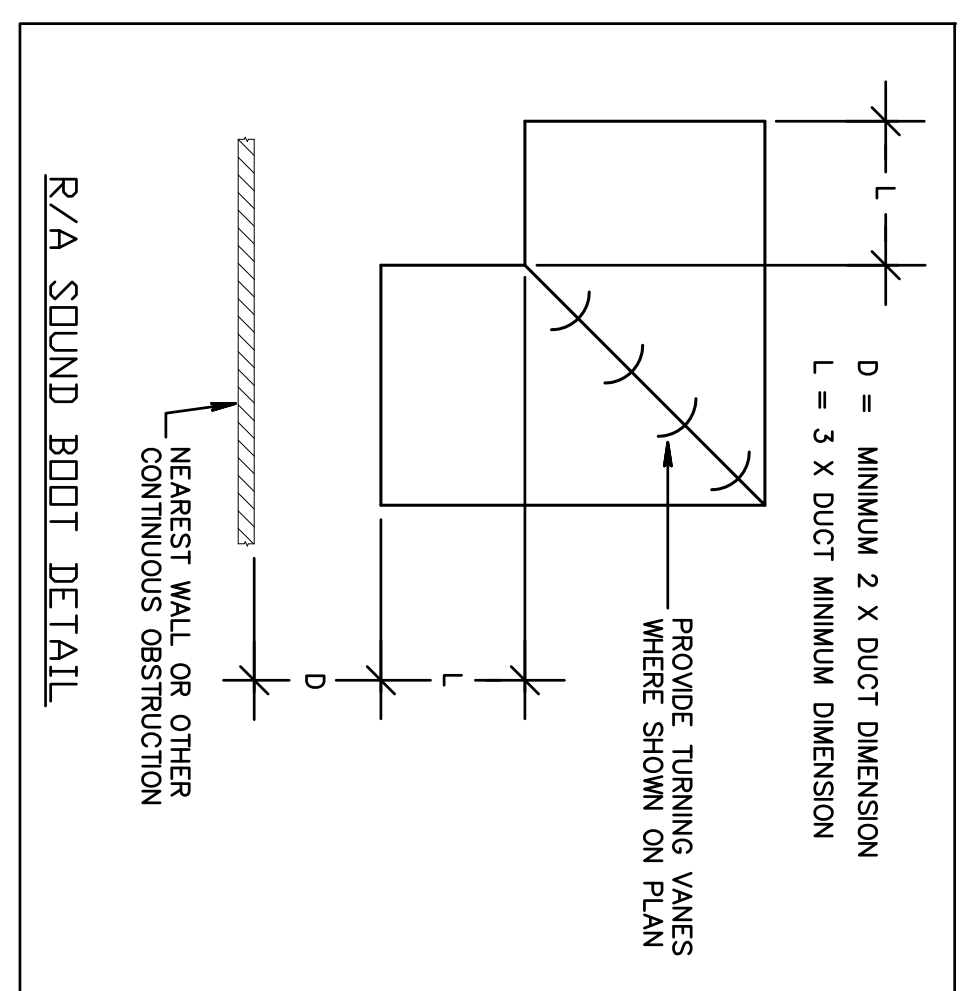 D = MINIMUM 2 X DUCT DIMENSION
L = 3 X DUCT MINIMUM DIMENSION
L
PROVIDE TURNING VANES
WHERE SHOWN ON PLAN
L
D
NEAREST WALL OR OTHER
CONTINUOUS OBSTRUCTION
R/A SOUND BOOT DETAIL